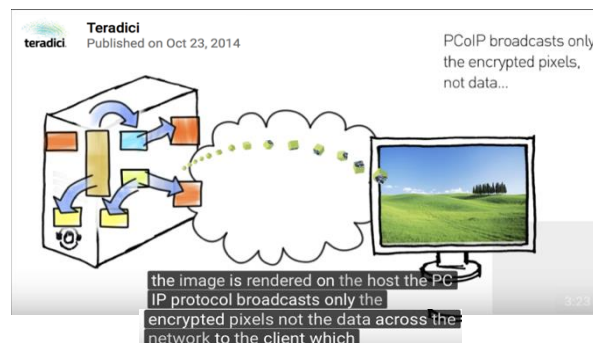 teradici
Teradici
Published on Oct 23, 2014
PCoIP broadcasts only
the encrypted pixels,
not data...
the image is rendered on the host the PC
IP protocol broadcasts only the
encrypted pixels not the data across the
network to the client which
3:23